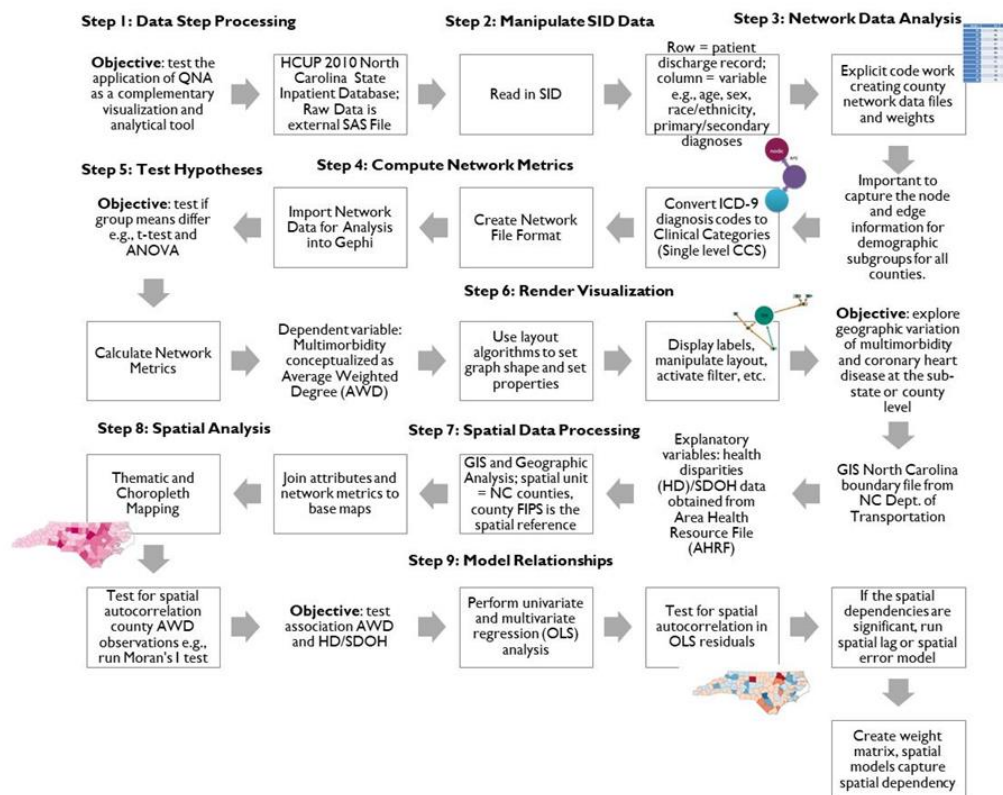 Step 1: Data Step Processing
Step 2: Manipulate SID Data
Step 3: Network Data Analysis
Objective: test
the application of QNA
as a complementary
visualization and
analytical tool
HCUP 2010 North
Carolina State
Inpatient Database;
Raw Data is
external SAS File
Read in SID
Row = patient
discharge record;
column = variable
e.g., age, sex,
race/ethnicity,
primary/secondary
diagnoses
Explicit code work
creating county
network data files
and weights
Step 5: Test Hypotheses
Step 4: Compute Network Metrics
Objective: test if
group means differ
e.g., t-test and
ANOVA
Import Network
Data for Analysis
into Gephi
Create Network
File Format
node
Convert ICD-9
diagnosis codes to
Clinical Categories
(Single level CCS)
Important to
capture the
node and edge
information for
demographic
subgroups for all
counties.
Step 6: Render Visualization
Calculate Network
Metrics
Dependent variable:
Multimorbidity
conceptualized as
Average Weighted
Degree (AWD)
Use layout
algorithms to set
graph shape and set
properties
Display labels,
manipulate layout,
activate filter, etc.
Objective: explore
geographic variation
of multimorbidity
and coronary heart
disease at the sub-
state or county
level
Step 8: Spatial Analysis
Step 7: Spatial Data Processing
Thematic and
Choropleth
Mapping
Join attributes and
network metrics to
base maps
GIS and Geographic
Analysis; spatial unit
= NC counties,
county FIPS is the
spatial reference
Explanatory
variables: health
disparities
(HD)/SDOH data
obtained from
Area Health
Resource File
(AHRF)
GIS North Carolina
boundary file from
NC Dept. of
Transportation
Step 9: Model Relationships
Test for spatial
autocorrelation
county AWD
observations e.g.,
run Moran's I test
Objective: test
association AWD
and HD/SDOH
Perform univariate
and multivariate
regression (OLS)
analysis
Test for spatial
autocorrelation in
OLS residuals
If the spatial
dependencies are
significant, run
spatial lag or spatial
error model
Create weight
matrix, spatial
models capture
spatial dependency